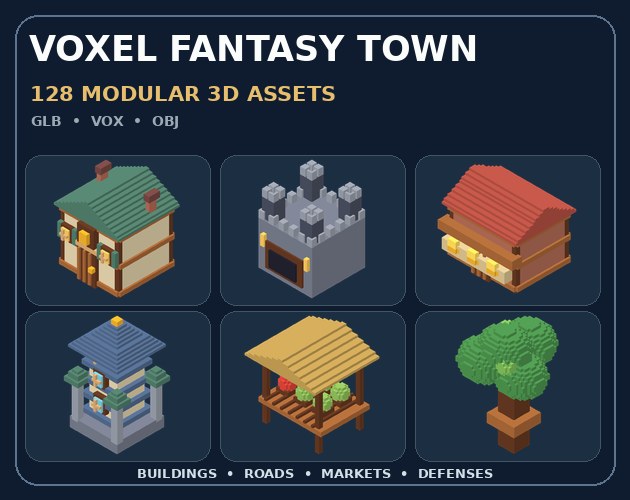 VOXEL FANTASY TOWN
128 MODULAR 3D ASSETS
GLB • VOX • OBJ
BUILDINGS • ROADS • MARKETS • DEFENSES